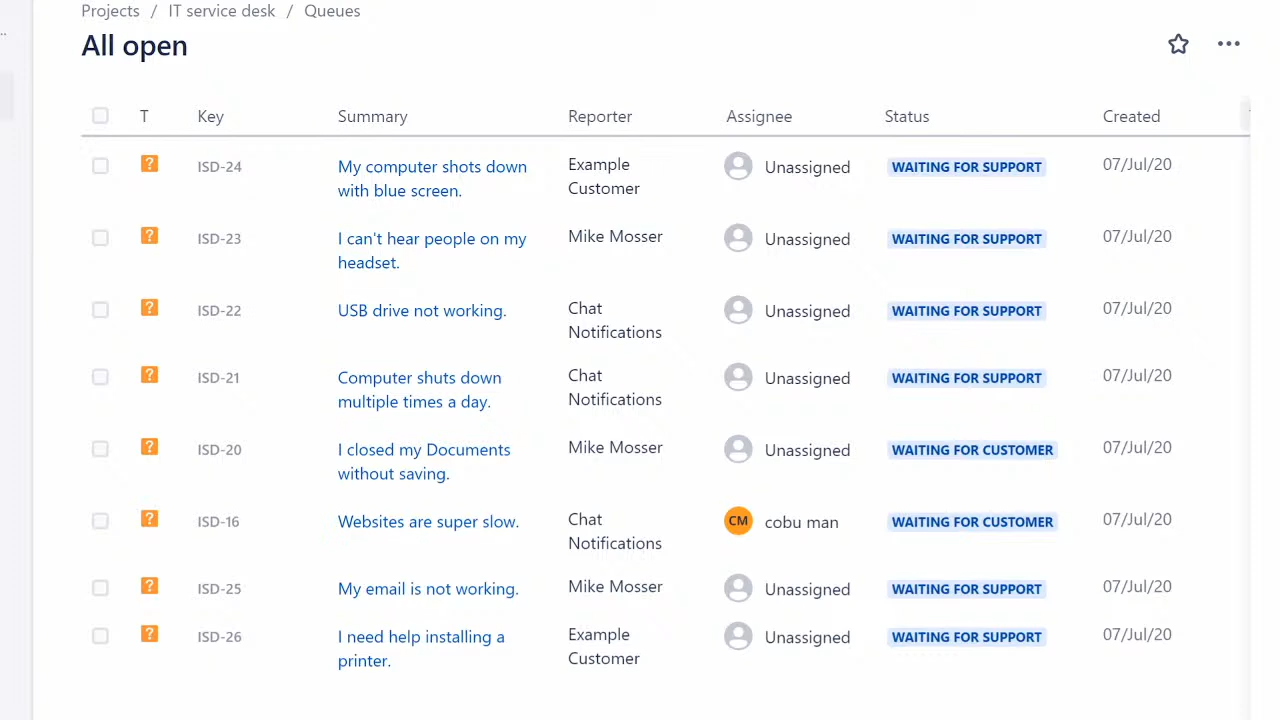 Projects / IT service desk / Queues
All open
T Key Summary Reporter Assignee Status Created
? ISD-24 My computer shots down Example Unassigned WAITING FOR SUPPORT 07/Jul/20
with blue screen. Customer
? ISD-23 I can't hear people on my Mike Mosser Unassigned WAITING FOR SUPPORT 07/Jul/20
headset.
? ISD-22 USB drive not working. Chat Unassigned WAITING FOR SUPPORT 07/Jul/20
Notifications
? ISD-21 Computer shuts down Chat Unassigned WAITING FOR SUPPORT 07/Jul/20
multiple times a day. Notifications
? ISD-20 I closed my Documents Mike Mosser Unassigned WAITING FOR CUSTOMER 07/Jul/20
without saving.
? ISD-16 Websites are super slow. Chat CM cobu man WAITING FOR CUSTOMER 07/Jul/20
Notifications
? ISD-25 My email is not working. Mike Mosser Unassigned WAITING FOR SUPPORT 07/Jul/20
? ISD-26 I need help installing a Example Unassigned WAITING FOR SUPPORT 07/Jul/20
printer. Customer